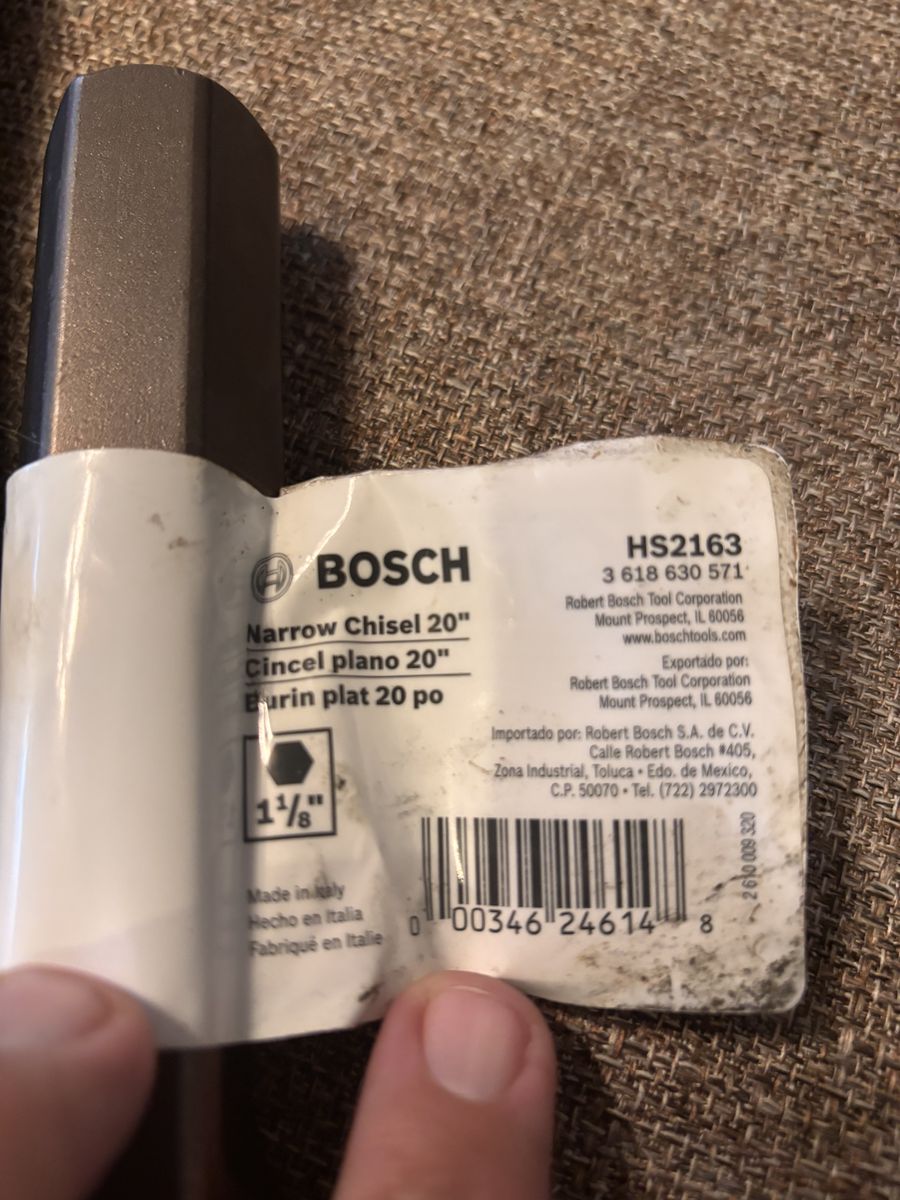 BOSCH
Narrow Chisel 20"
Cincel plano 20"
Burin plat 20 po
1 1/8"
Made in Italy
Hecho en Italia
Fabriqué en Italie
HS2163
3 618 630 571
Robert Bosch Tool Corporation
Mount Prospect, IL 60056
www.boschtools.com
Exportado por:
Robert Bosch Tool Corporation
Mount Prospect, IL 60056
Importado por: Robert Bosch S.A. de C.V.
Calle Robert Bosch #405,
Zona Industrial, Toluca • Edo. de Mexico,
C.P. 50070 • Tel. (722) 2972300
0 00346 24614 8
2 610 009 320